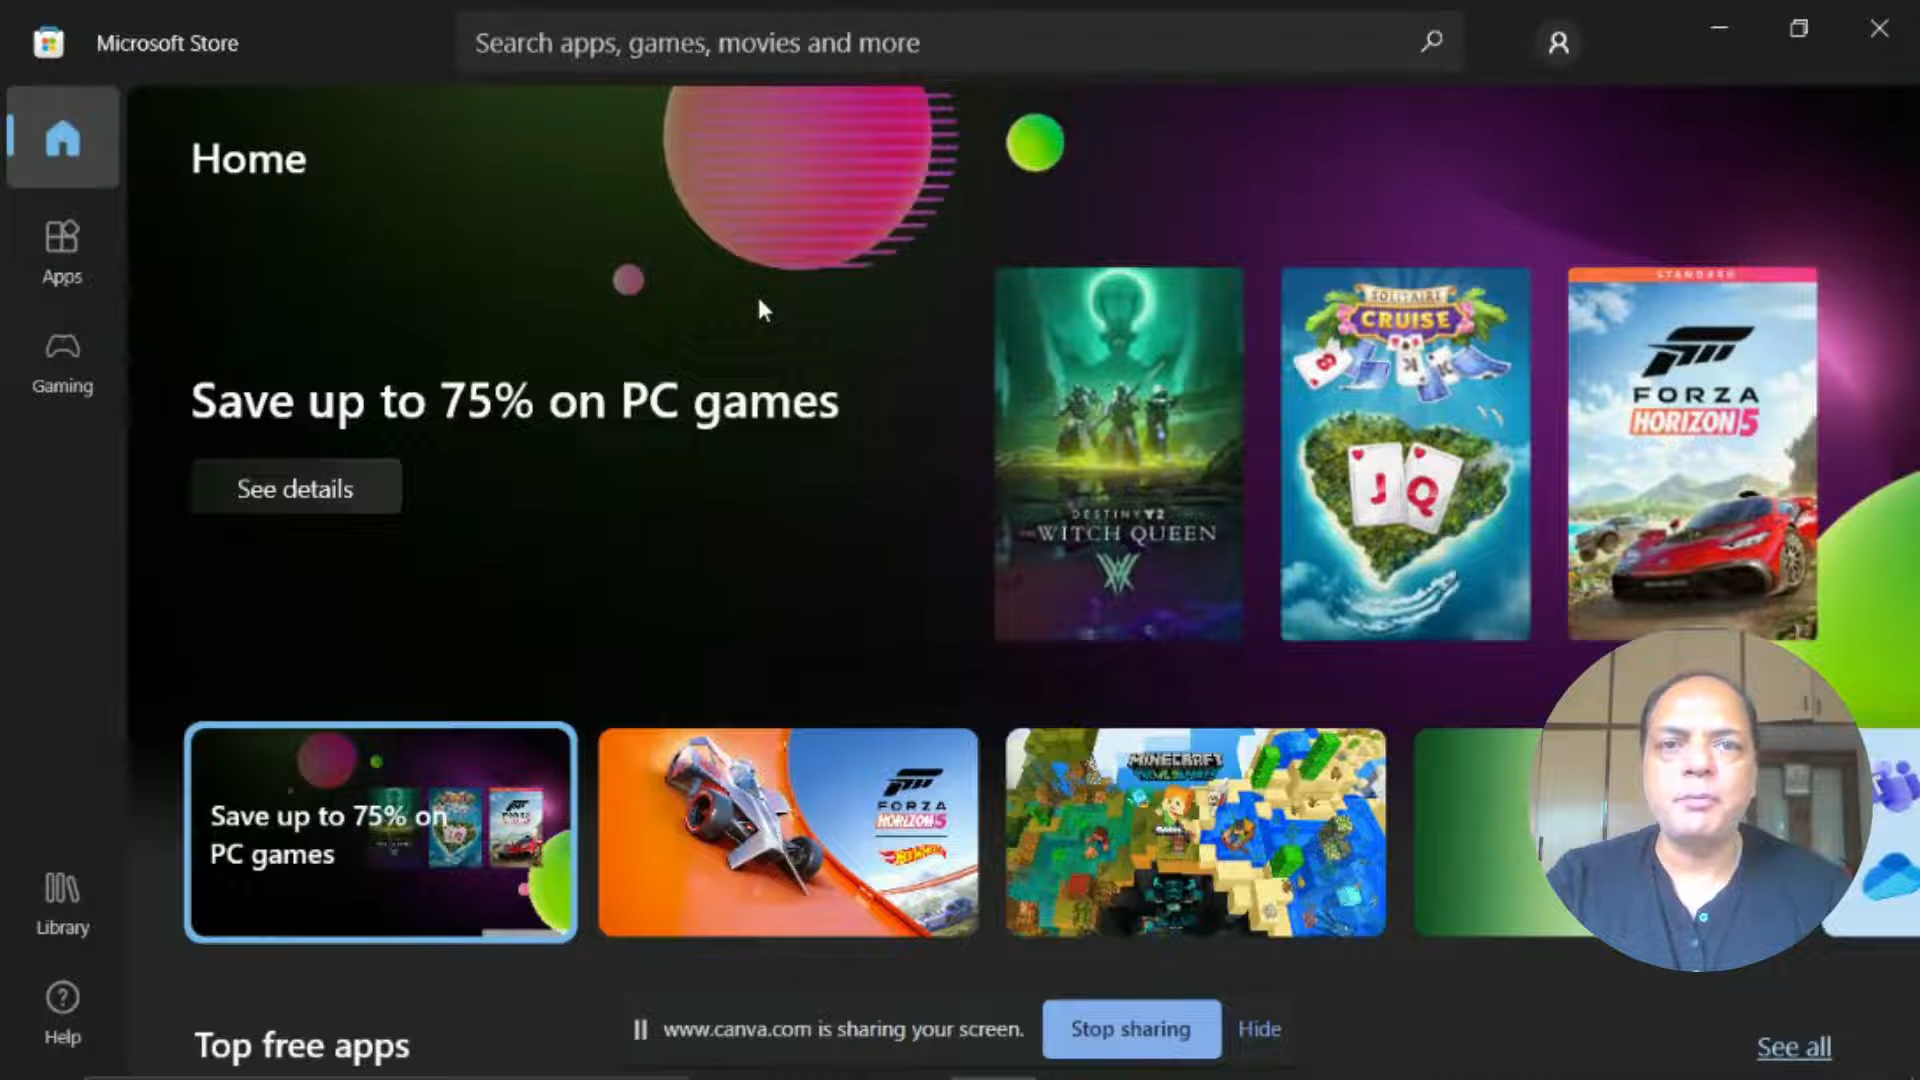 Microsoft Store
Search apps, games, movies and more
Home
Apps
Gaming
Save up to 75% on PC games
See details
DESTINY 2
WITCH QUEEN
SOLITAIRE
CRUISE
J Q
STANDARD
FORZA
HORIZON 5
Save up to 75% on
PC games
FORZA
HORIZON 5
HOT WHEELS
MINECRAFT
Library
Help
Top free apps
www.canva.com is sharing your screen.
Stop sharing
Hide
See all